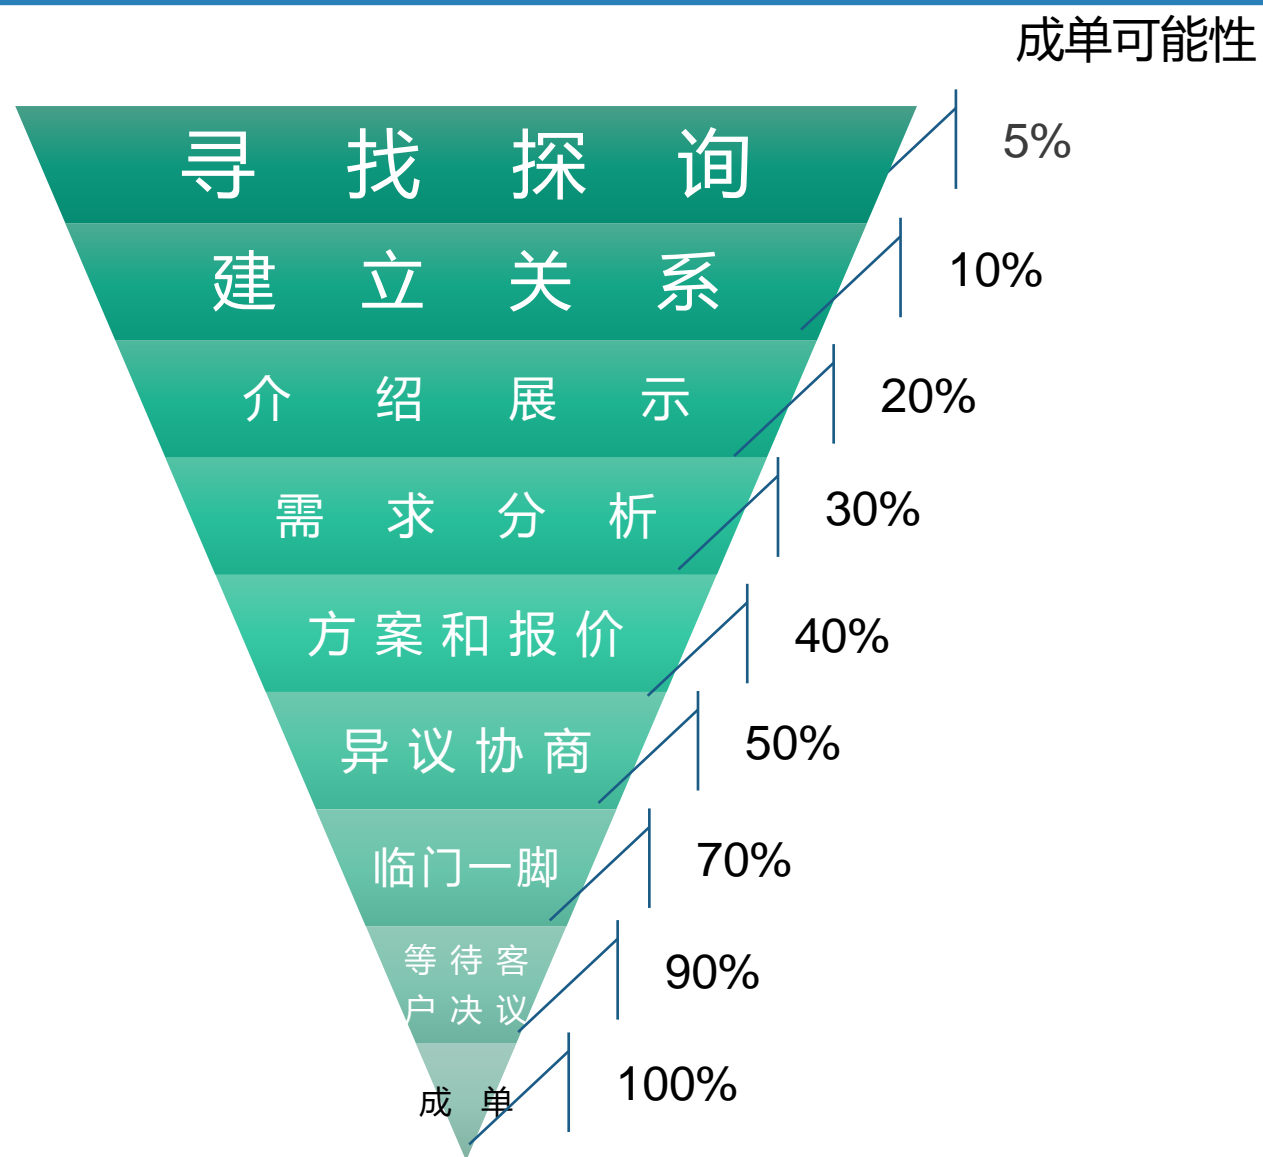 成单可能性
寻找探询
5%
建立关系
10%
介绍展示
20%
需求分析
30%
方案和报价
40%
异议协商
50%
临门一脚
70%
等待客
户决议
90%
成单
100%